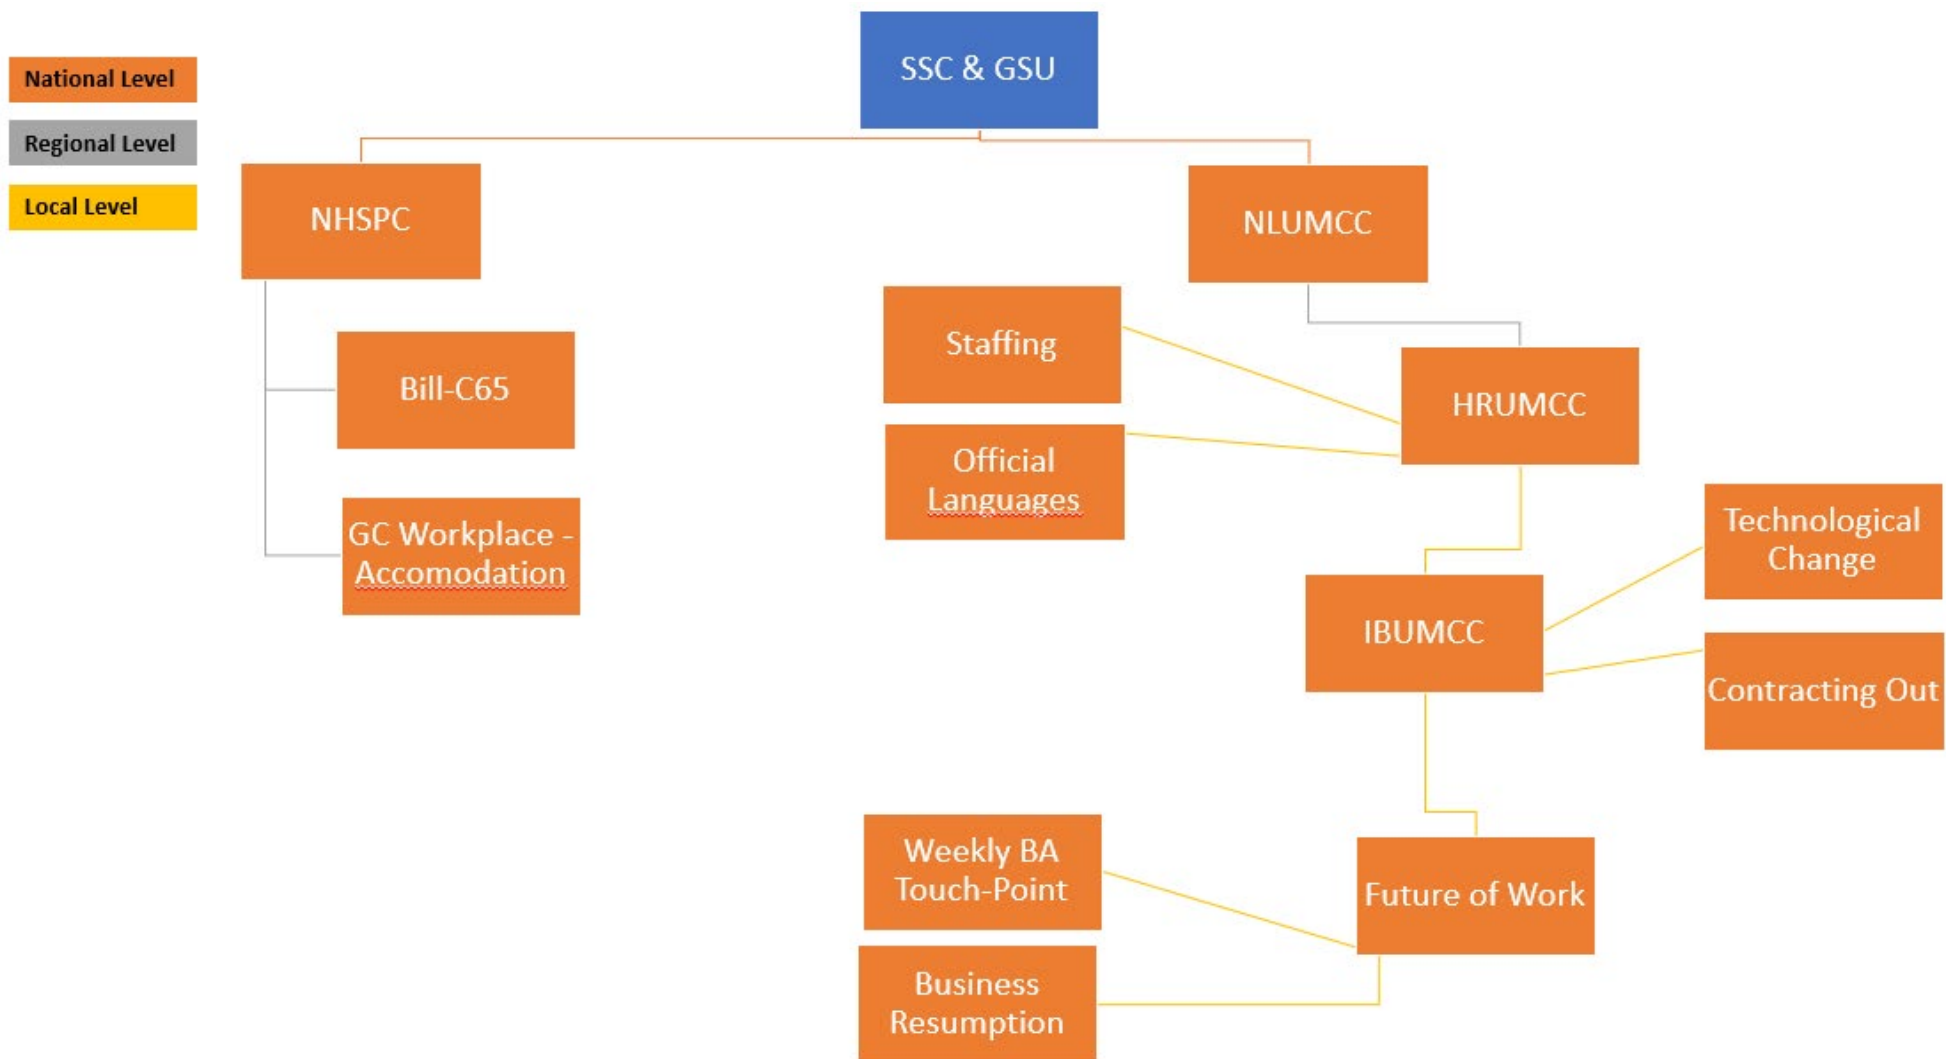 SSC & GSU
National Level
Regional Level
Local Level
NHSPC
NLUMCC
Bill-C65
GC Workplace -
Accomodation
Staffing
Official
Languages
HRUMCC
IBUMCC
Technological
Change
Contracting Out
Weekly BA
Touch-Point
Business
Resumption
Future of Work